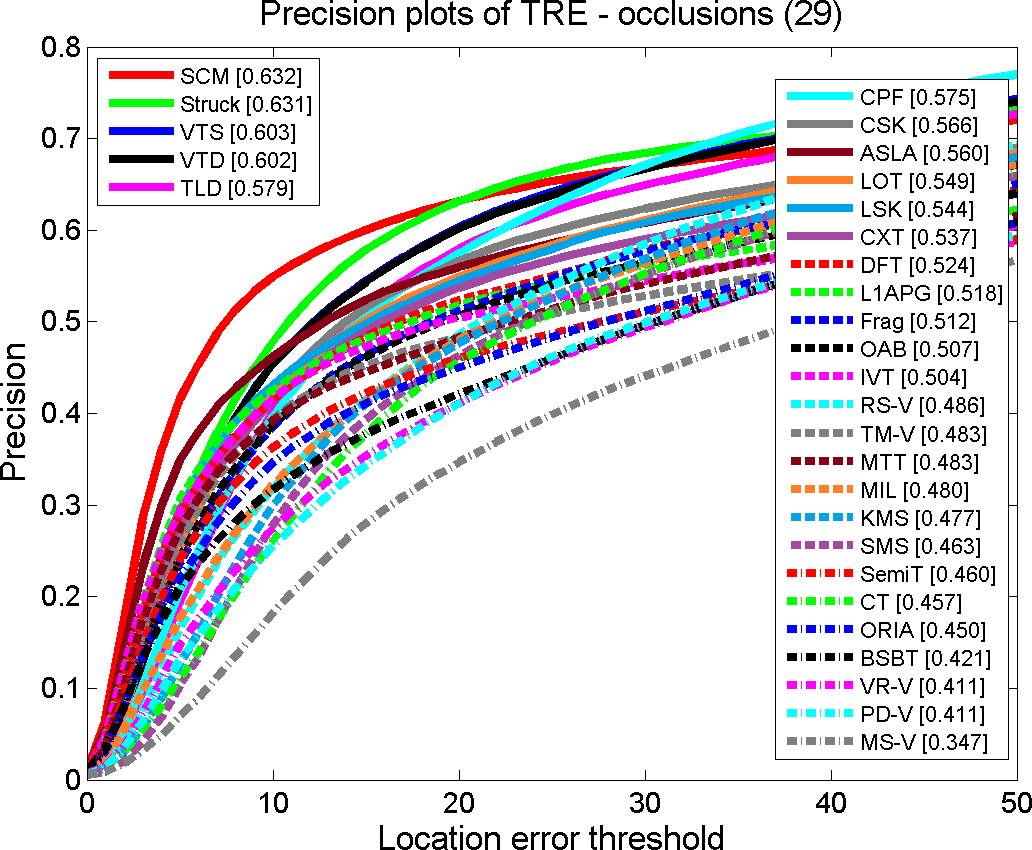 Precision plots of TRE - occlusions (29)
Precision
0.8
0.7
0.6
0.5
0.4
0.3
0.2
0.1
0
SCM [0.632]
Struck [0.631]
VTS [0.603]
VTD [0.602]
TLD [0.579]
CPF [0.575]
CSK [0.566]
ASLA [0.560]
LOT [0.549]
LSK [0.544]
CXT [0.537]
DFT [0.524]
L1APG [0.518]
Frag [0.512]
OAB [0.507]
IVT [0.504]
RS-V [0.486]
TM-V [0.483]
MTT [0.483]
MIL [0.480]
KMS [0.477]
SMS [0.463]
SemiT [0.460]
CT [0.457]
ORIA [0.450]
BSBT [0.421]
VR-V [0.411]
PD-V [0.411]
MS-V [0.347]
0 10 20 30 40 50
Location error threshold